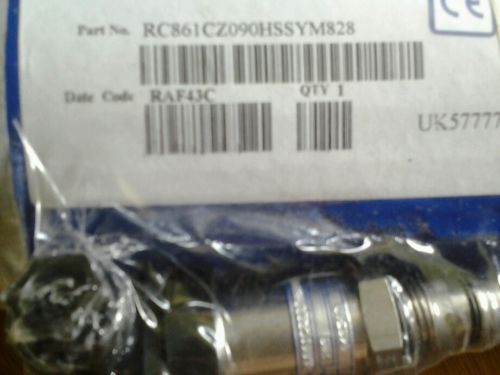 CE
Part No. RC861CZ090HSSYM828
Date Code RAF43C QTY 1
UK57777